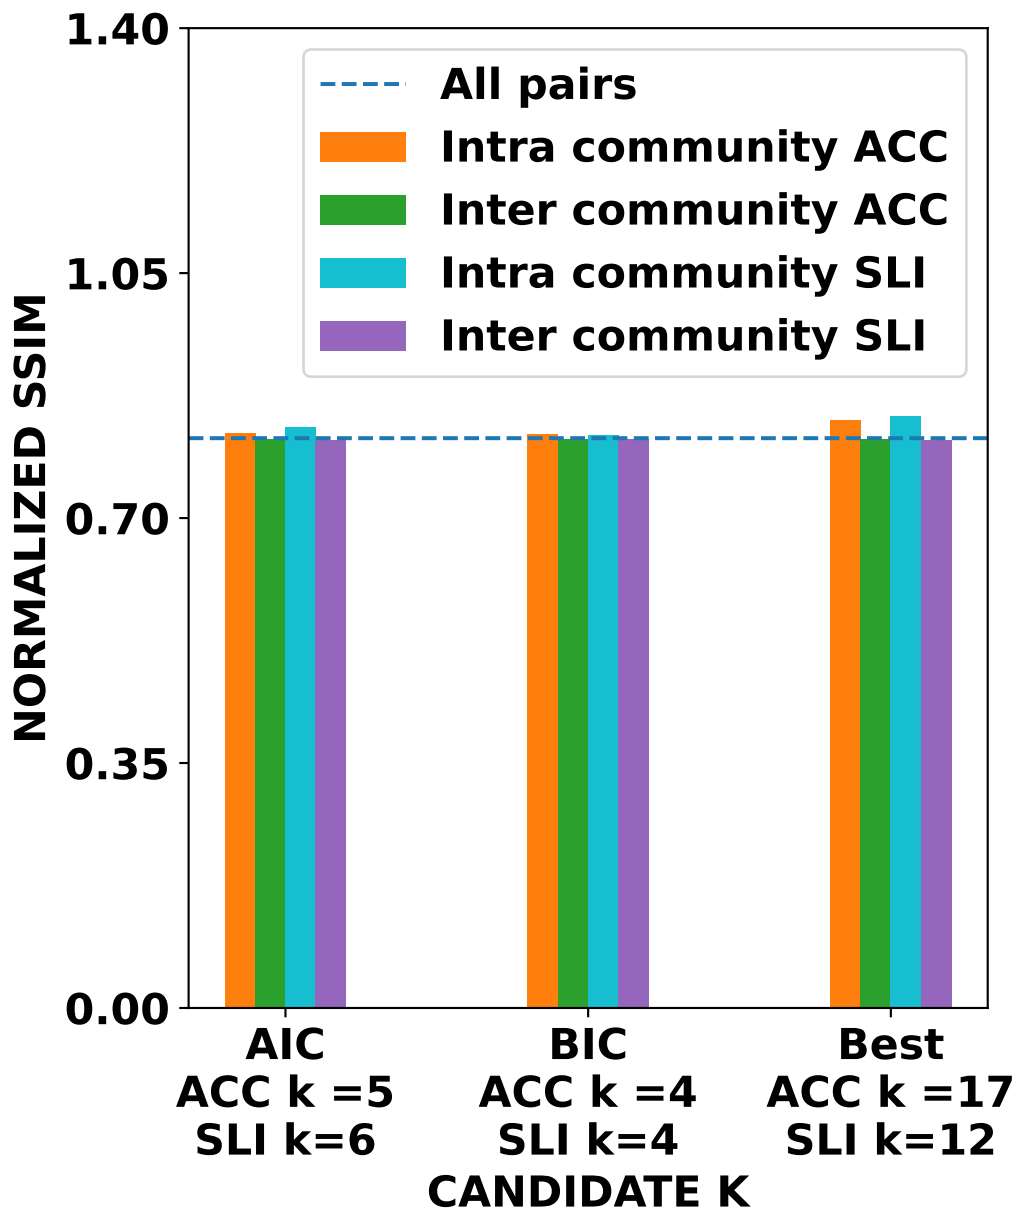 1.40
1.05
0.70
0.35
0.00
NORMALIZED SSIM
All pairs
Intra community ACC
Inter community ACC
Intra community SLI
Inter community SLI
AIC
ACC k =5
SLI k=6
BIC
ACC k =4
SLI k=4
Best
ACC k =17
SLI k=12
CANDIDATE K